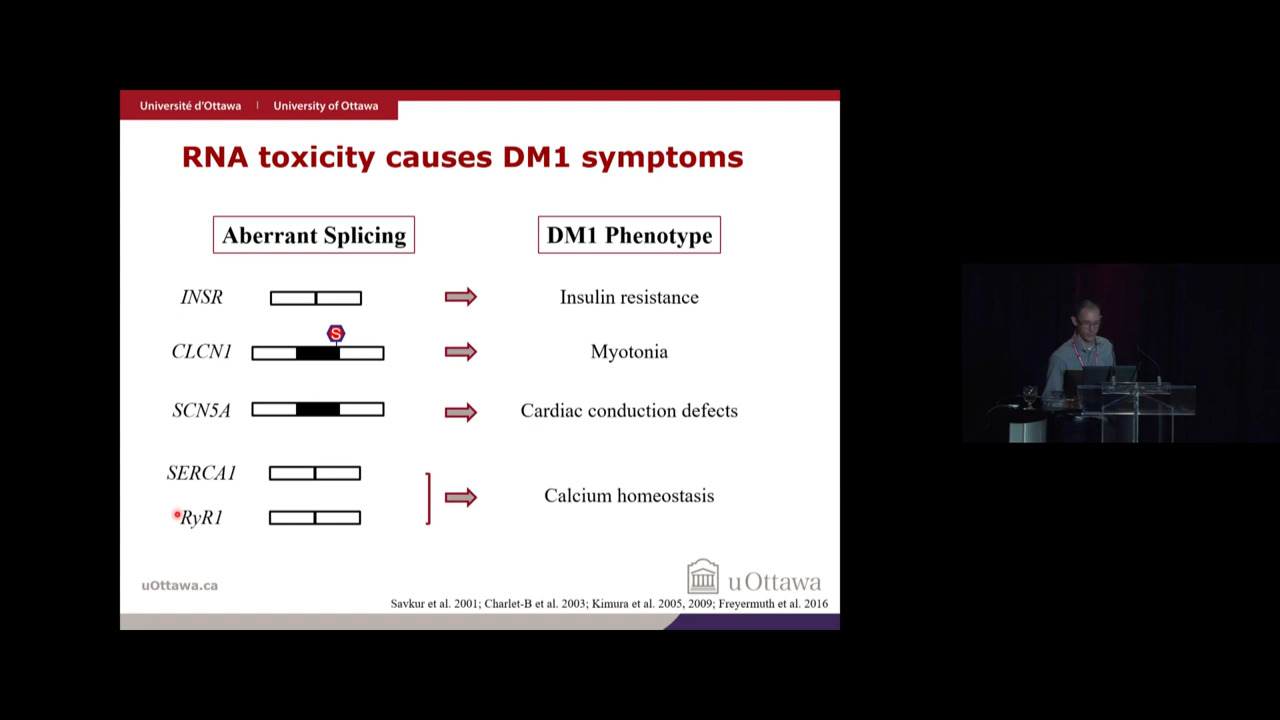 Université d'Ottawa | University of Ottawa
RNA toxicity causes DM1 symptoms
Aberrant Splicing
DM1 Phenotype
INSR
Insulin resistance
S
CLCN1
Myotonia
SCN5A
Cardiac conduction defects
SERCA1
Calcium homeostasis
RyR1
uOttawa.ca
uOttawa
Savkur et al. 2001; Charlet-B et al. 2003; Kimura et al. 2005, 2009; Freyermuth et al. 2016